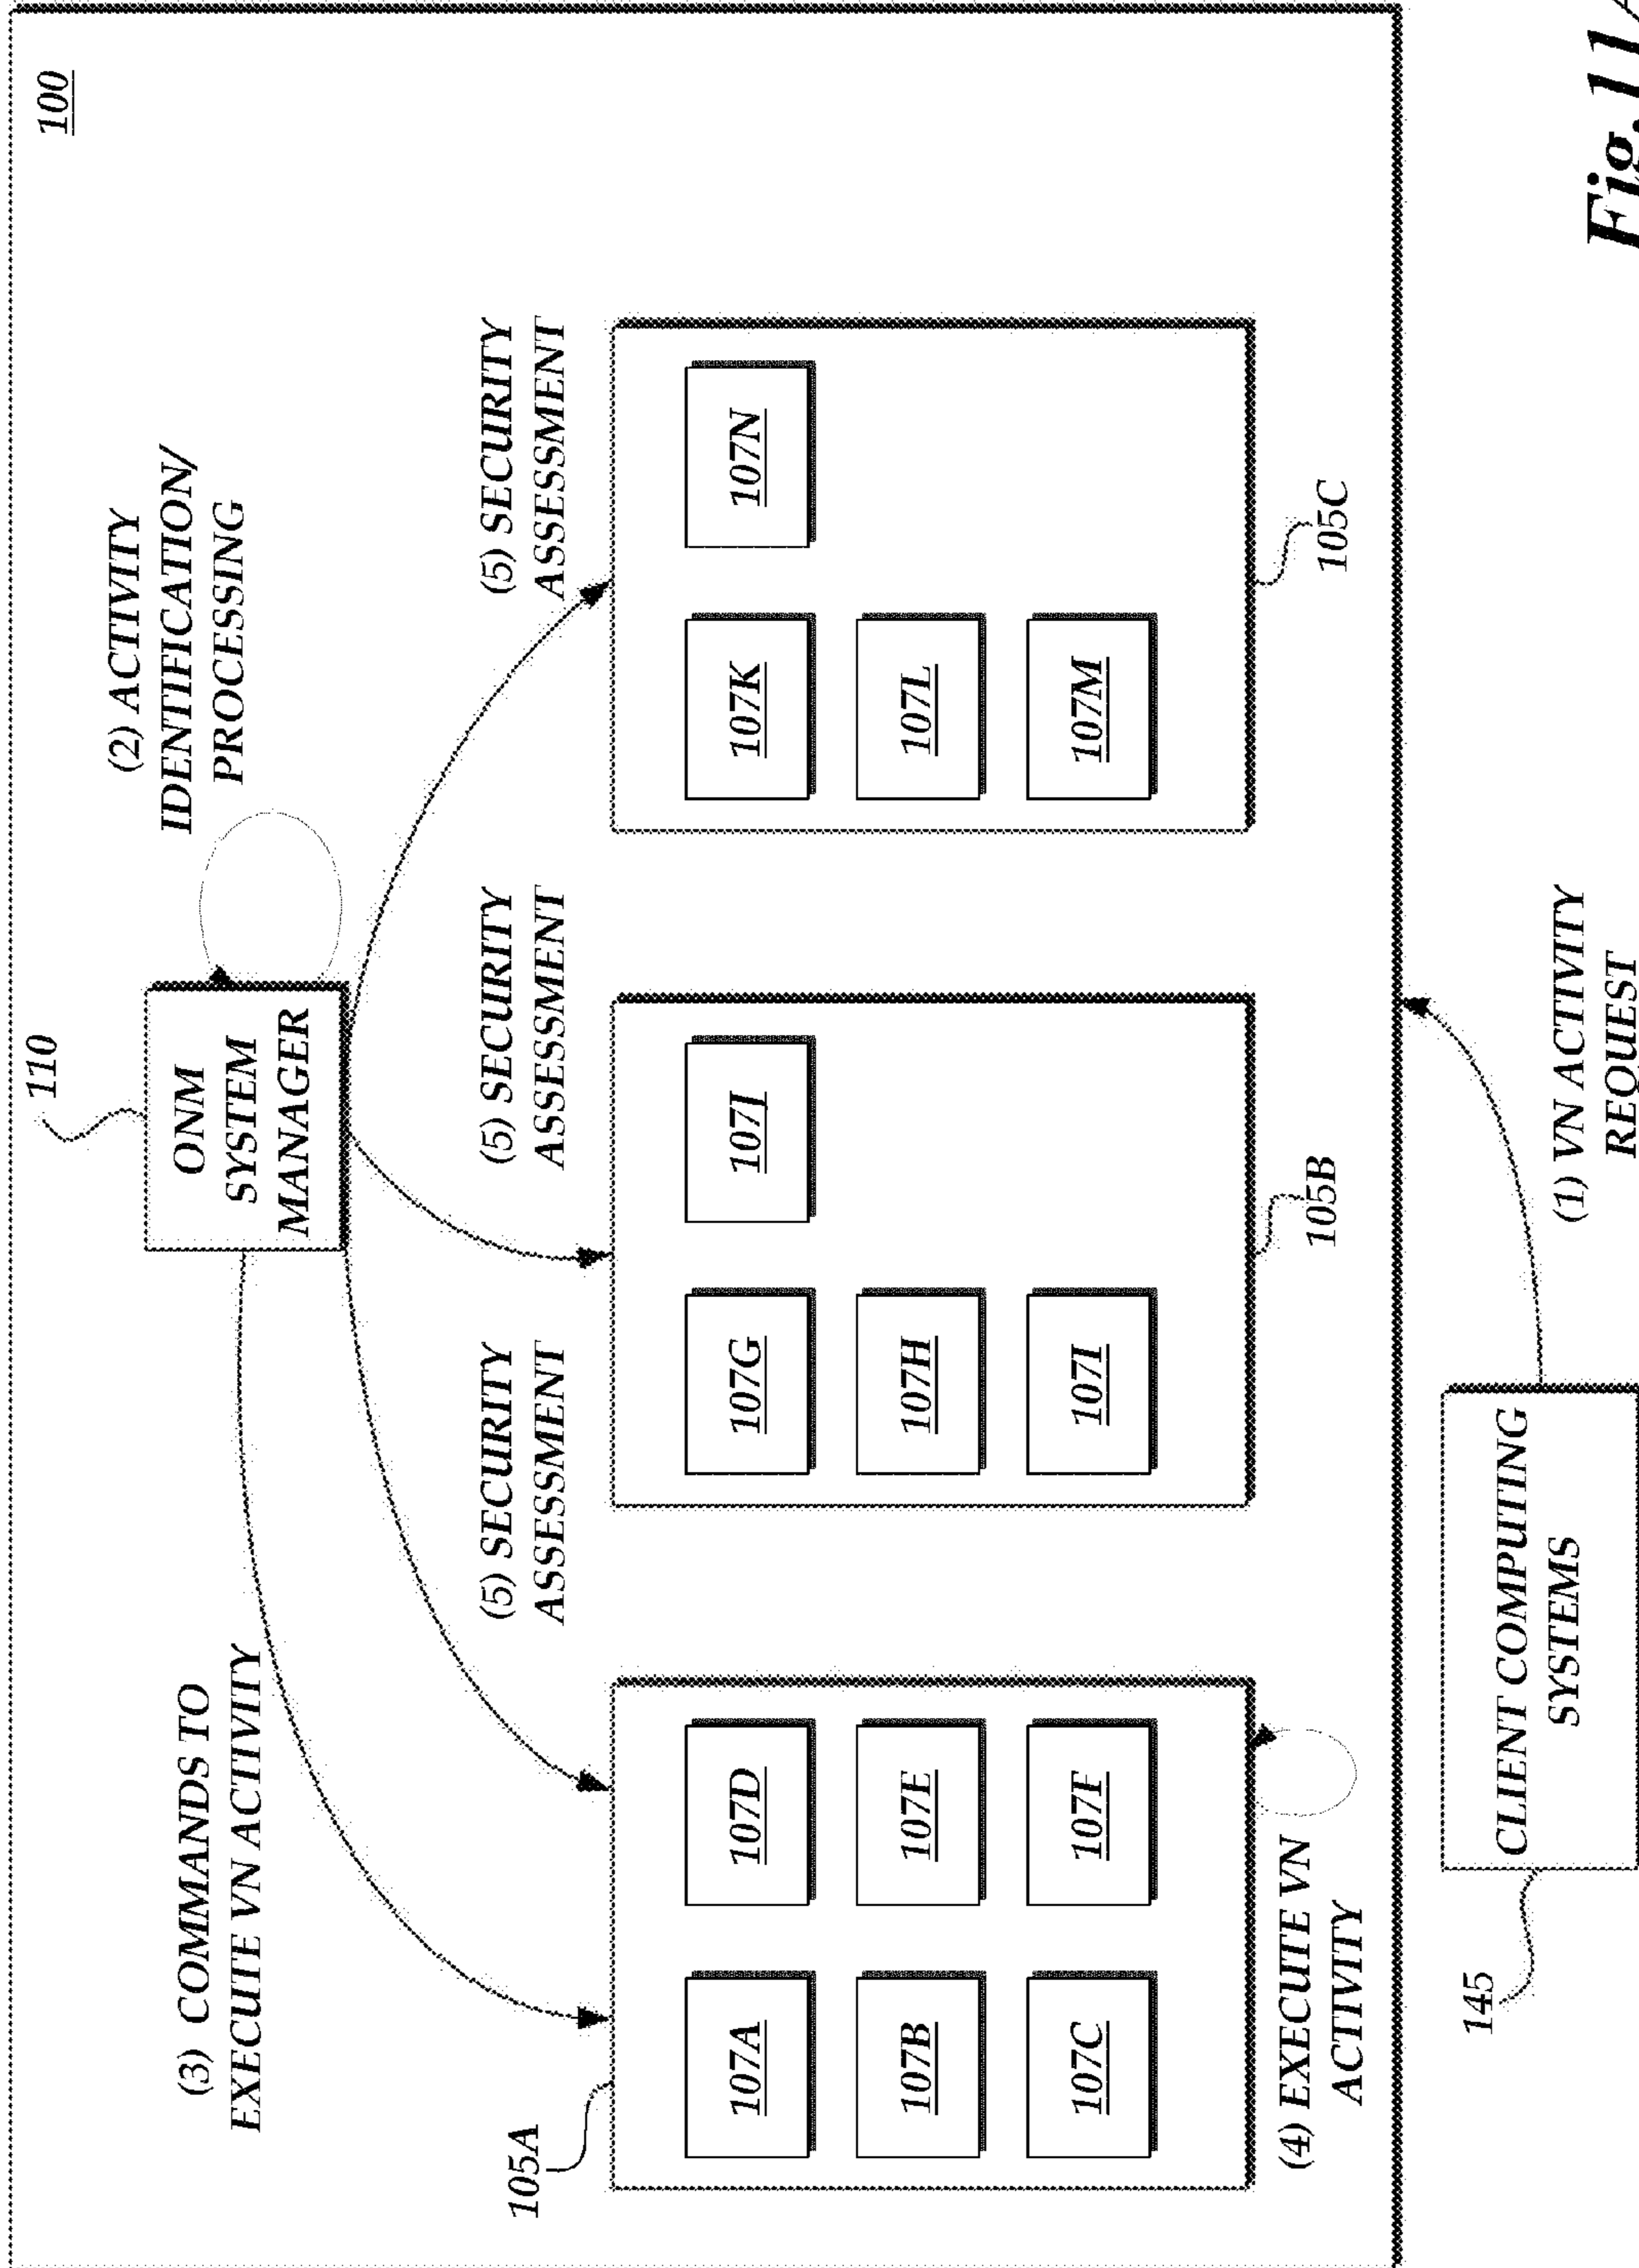 100
110
ONM
SYSTEM
MANAGER
(2) ACTIVITY
IDENTIFICATION/
PROCESSING
(3) COMMANDS TO
EXECUTE VN ACTIVITY
(5) SECURITY
ASSESSMENT
(5) SECURITY
ASSESSMENT
(5) SECURITY
ASSESSMENT
105A
107A
107D
107B
107E
107C
107F
107G
107J
107H
107I
107K
107N
107L
107M
(4) EXECUTE VN
ACTIVITY
105B
105C
145
CLIENT COMPUTING
SYSTEMS
(1) VN ACTIVITY
REQUEST
Fig.11A